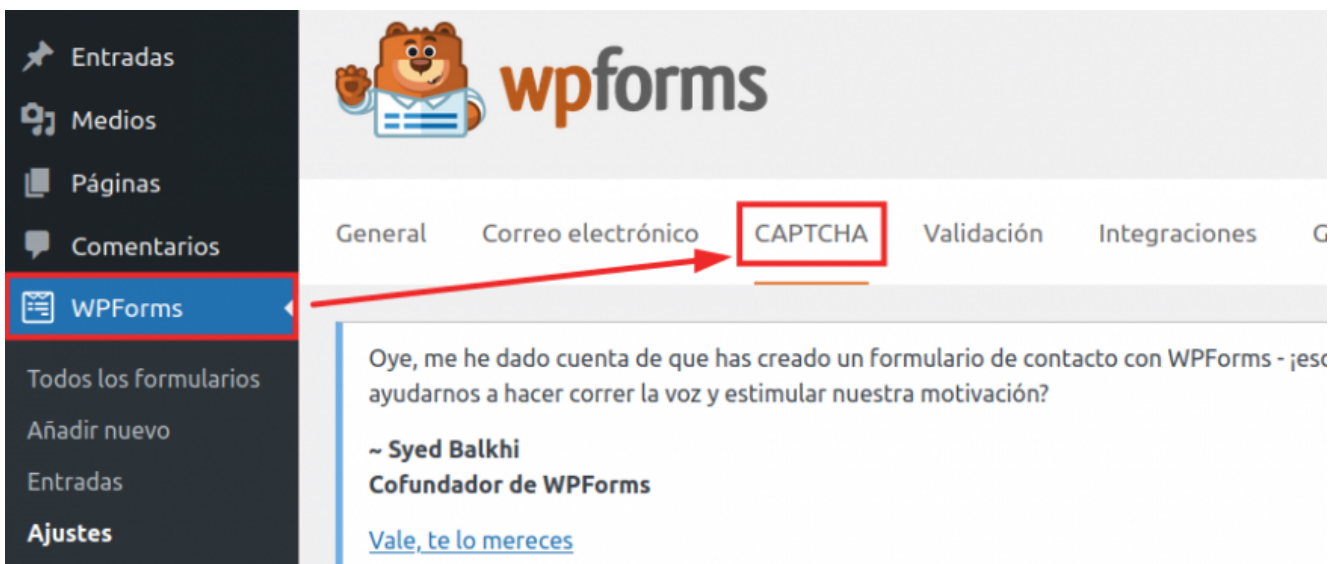 Entradas
Medios
Páginas
Comentarios
WPForms
Todos los formularios
Añadir nuevo
Entradas
Ajustes
wpforms
General Correo electrónico CAPTCHA Validación Integraciones G
Oye, me he dado cuenta de que has creado un formulario de contacto con WPForms - ¡eso
ayudarnos a hacer correr la voz y estimular nuestra motivación?
~ Syed Balkhi
Cofundador de WPForms
Vale, te lo mereces